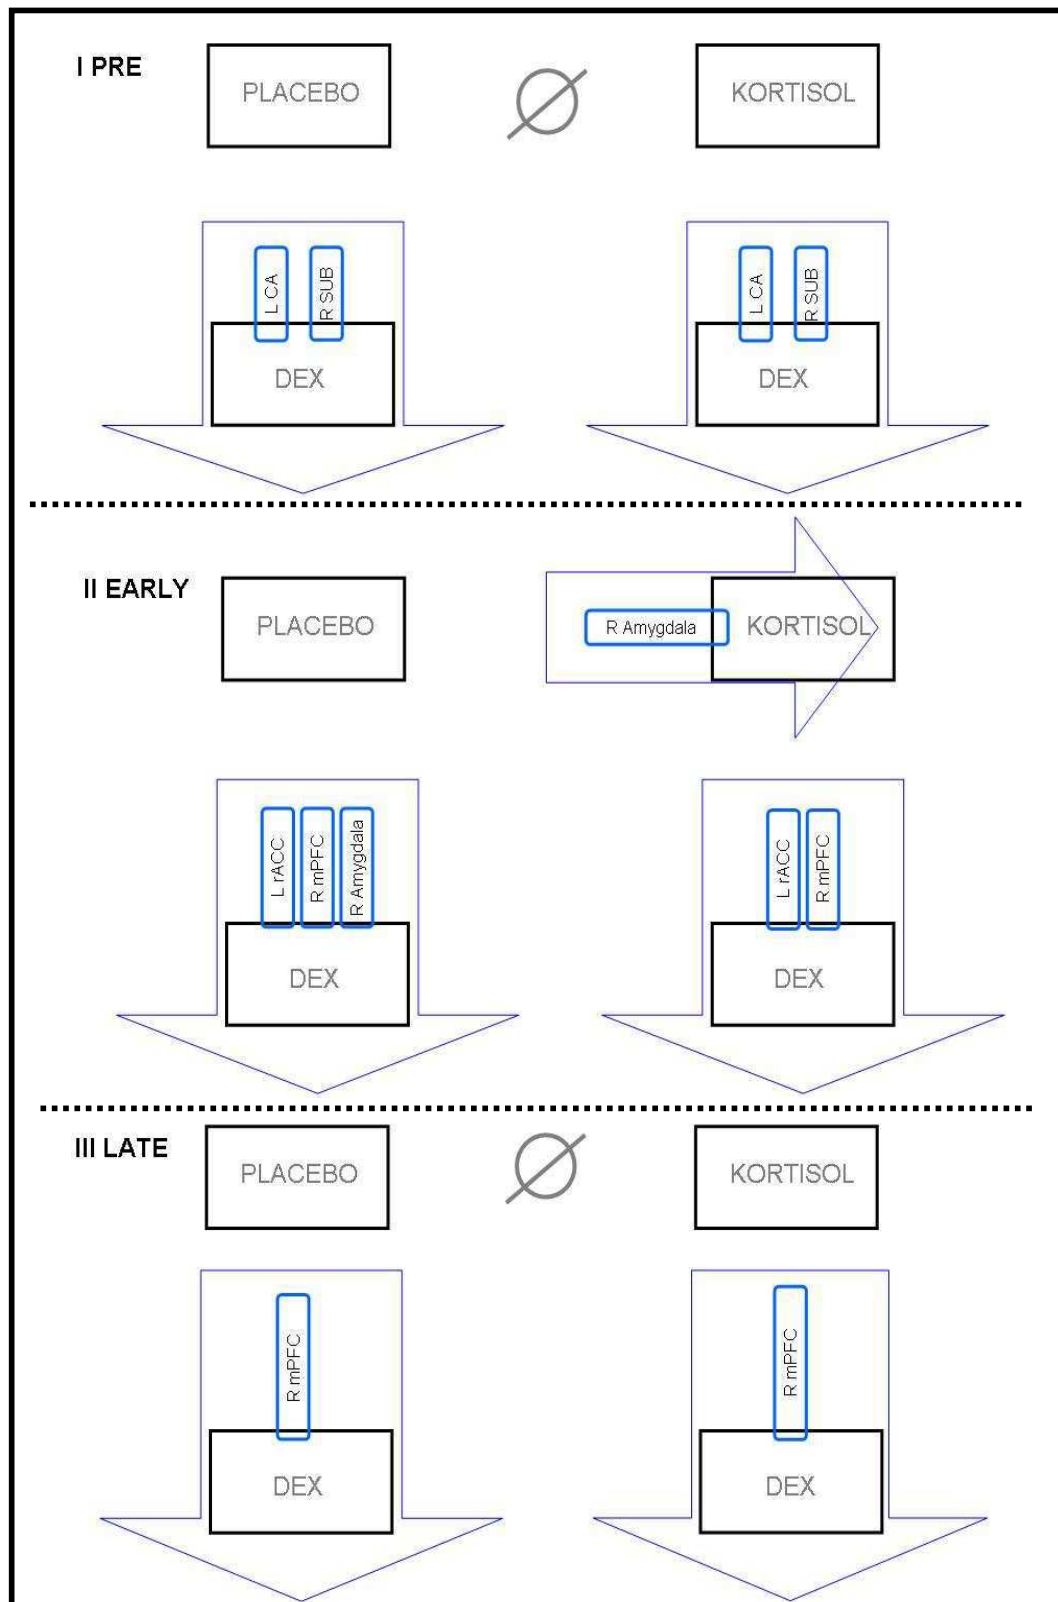 I PRE
PLACEBO
KORTISOL
L CA
R SUB
L CA
R SUB
DEX
DEX
II EARLY
PLACEBO
R Amygdala
KORTISOL
L rACC
R mPFC
R Amygdala
L rACC
R mPFC
DEX
DEX
III LATE
PLACEBO
KORTISOL
R mPFC
R mPFC
DEX
DEX